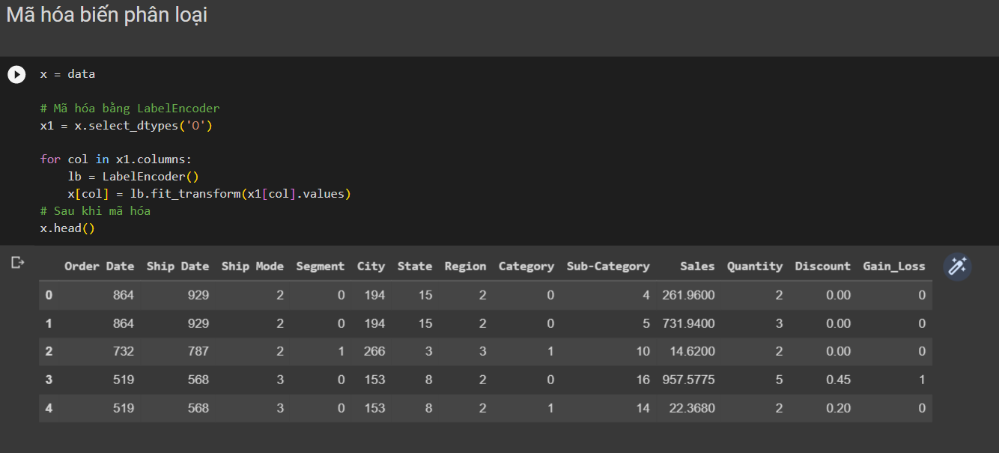 Mã hóa biến phân loại
x = data
# Mã hóa bằng LabelEncoder
x1 = x.select_dtypes('O')
for col in x1.columns:
    lb = LabelEncoder()
    x[col] = lb.fit_transform(x1[col].values)
# Sau khi mã hóa
x.head()
Order Date Ship Date Ship Mode Segment City State Region Category Sub-Category Sales Quantity Discount Gain_Loss
0 864 929 2 0 194 15 2 0 4 261.9600 2 0.00 0
1 864 929 2 0 194 15 2 0 5 731.9400 3 0.00 0
2 732 787 2 1 266 3 3 1 10 14.6200 2 0.00 0
3 519 568 3 0 153 8 2 0 16 957.5775 5 0.45 1
4 519 568 3 0 153 8 2 1 14 22.3680 2 0.20 0